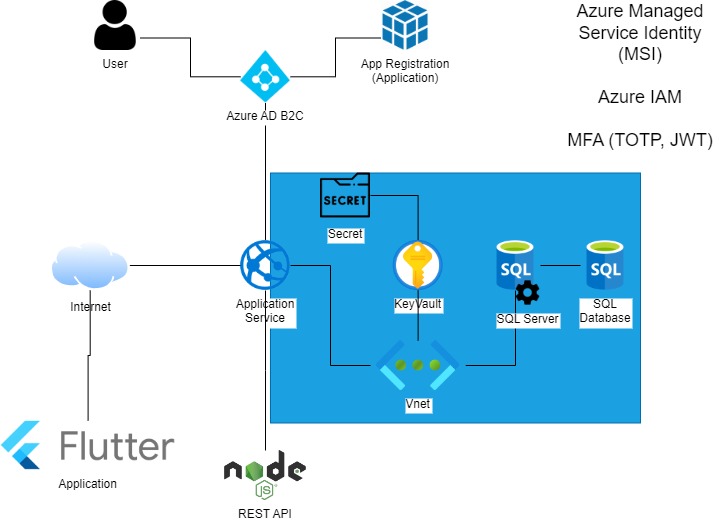 Azure Managed
Service Identity
(MSI)
Azure IAM
MFA (TOTP, JWT)
User
App Registration
(Application)
Azure AD B2C
SECRET
Secret
Internet
Application
Service
KeyVault
SQL
SQL Server
SQL
SQL
Database
Vnet
Flutter
Application
node
JS
REST API